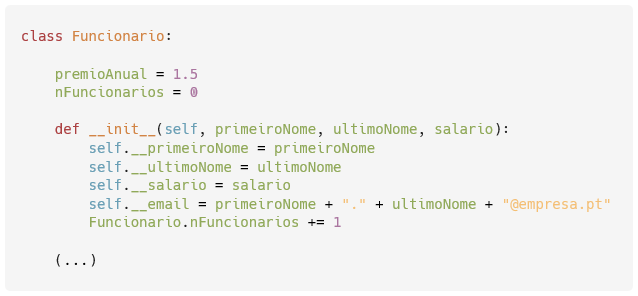 class Funcionario:
premioAnual = 1.5
nFuncionarios = 0
def __init__(self, primeiroNome, ultimoNome, salario):
self.__primeiroNome = primeiroNome
self.__ultimoNome = ultimoNome
self.__salario = salario
self.__email = primeiroNome + "." + ultimoNome + "@empresa.pt"
Funcionario.nFuncionarios += 1
(...)